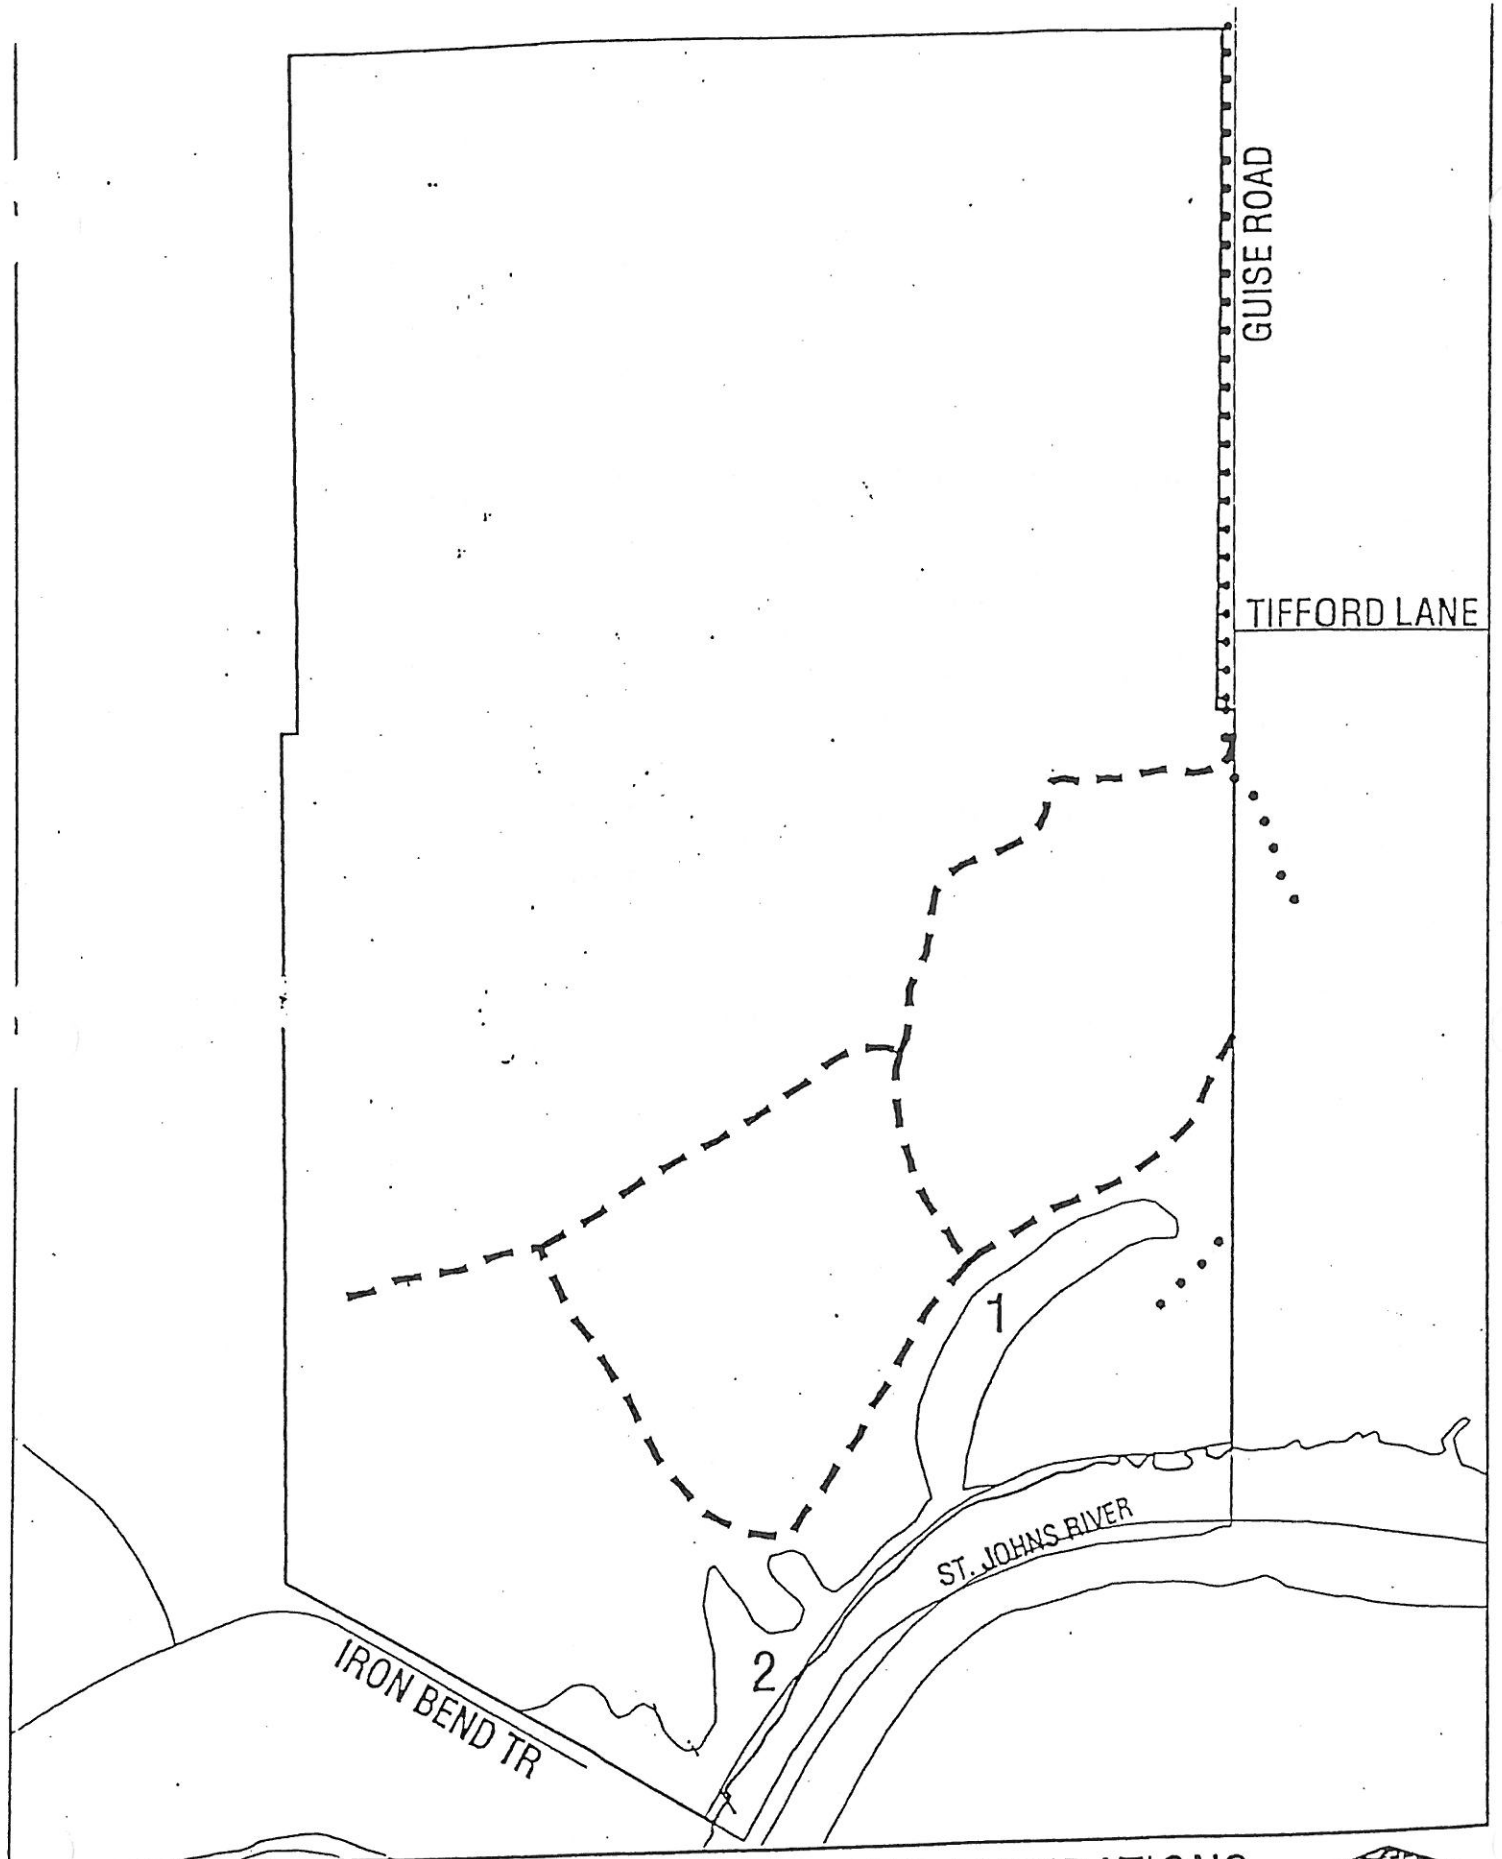 GUISE ROAD
TIFFORD LANE
1
ST. JOHNS RIVER
2
IRON BEND TR